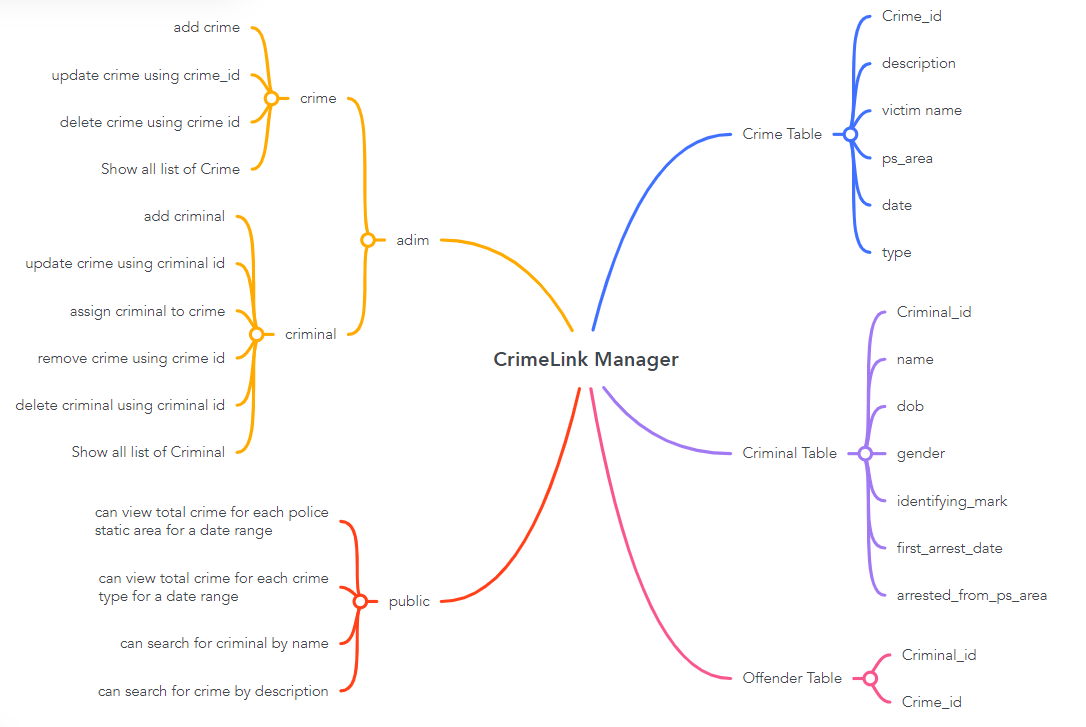 add crime
update crime using crime_id
delete crime using crime id
Show all list of Crime
crime
add criminal
update crime using criminal id
assign criminal to crime
remove crime using crime id
delete criminal using criminal id
Show all list of Criminal
criminal
adim
can view total crime for each police
static area for a date range
can view total crime for each crime
type for a date range
can search for criminal by name
can search for crime by description
public
CrimeLink Manager
Crime Table
Crime_id
description
victim name
ps_area
date
type
Criminal Table
Criminal_id
name
dob
gender
identifying_mark
first_arrest_date
arrested_from_ps_area
Offender Table
Criminal_id
Crime_id